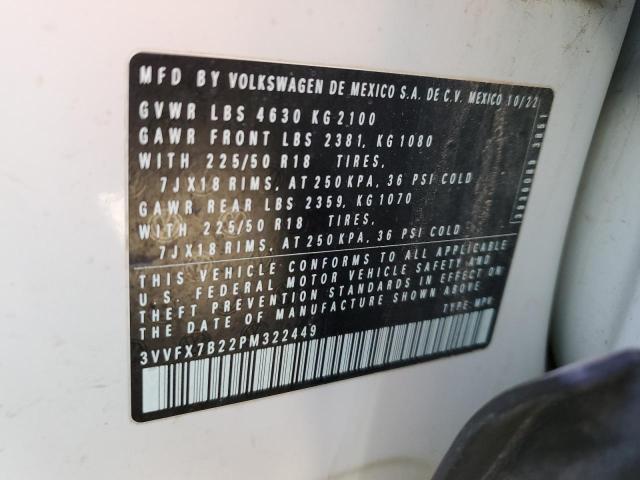 MFD BY VOLKSWAGEN DE MEXICO S.A. DE C.V. MEXICO 10/22
GVWR LBS 4630 KG 2100
GAWR FRONT LBS 2381, KG 1080
WITH 225/50 R18 TIRES,
7JX18 RIMS, AT 250 KPA, 36 PSI COLD
GAWR REAR LBS 2359, KG 1070
WITH 225/50 R18 TIRES,
7JX18 RIMS, AT 250 KPA, 36 PSI COLD
THIS VEHICLE CONFORMS TO ALL APPLICABLE
U.S. FEDERAL MOTOR VEHICLE SAFETY AND
THEFT PREVENTION STANDARDS IN EFFECT ON
THE DATE OF MANUFACTURE SHOWN ABOVE
TYPE: MPV
3VVFX7B22PM322449